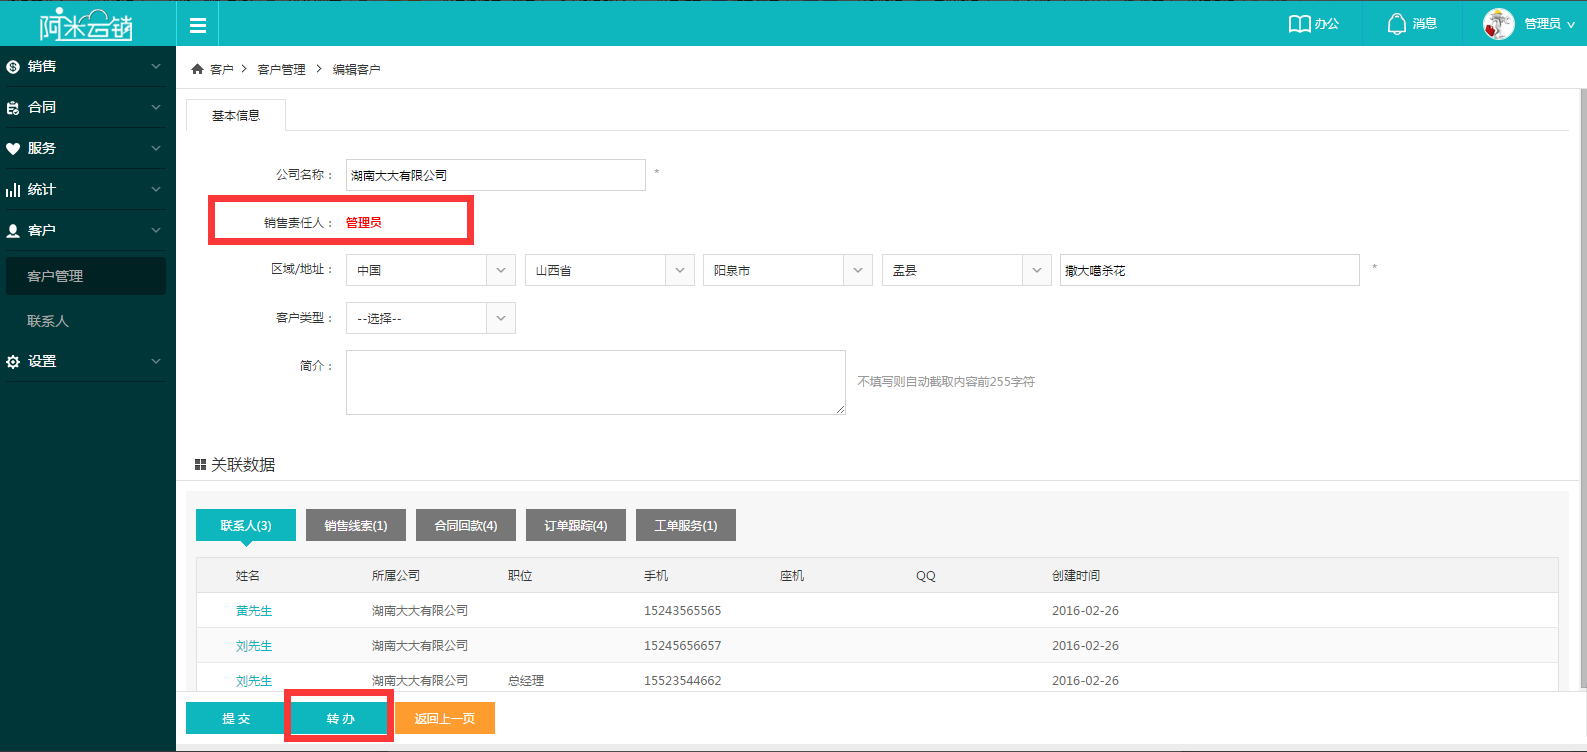 阿米云销
办公
消息
管理员
销售
合同
服务
统计
客户
客户管理
联系人
设置
客户 > 客户管理 > 编辑客户
基本信息
公司名称： 湖南大大有限公司 *
销售责任人： 管理员
区域/地址： 中国 山西省 阳泉市 盂县 撒大噶杀花 *
客户类型： --选择--
简介： 不填写则自动截取内容前255字符
关联数据
联系人(3) 销售线索(1) 合同回款(4) 订单跟踪(4) 工单服务(1)
姓名 所属公司 职位 手机 座机 QQ 创建时间
黄先生 湖南大大有限公司 15243565565 2016-02-26
刘先生 湖南大大有限公司 15245656657 2016-02-26
刘先生 湖南大大有限公司 总经理 15523544662 2016-02-26
提交 转办 返回上一页